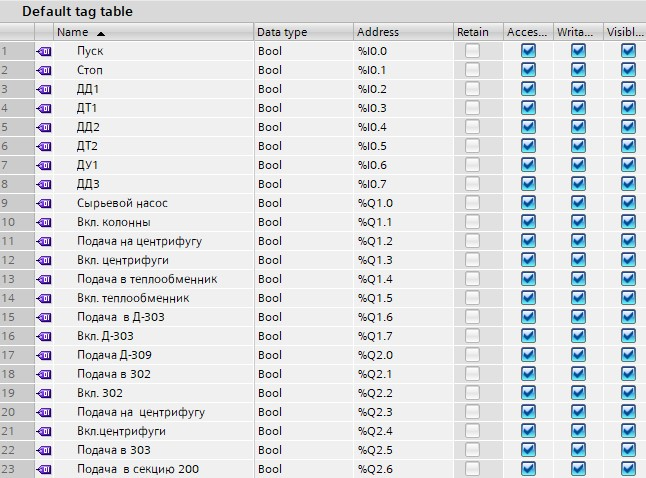 Default tag table
Name Data type Address Retain Acces... Writa... Visibl...
1 Пуск Bool %I0.0
2 Стоп Bool %I0.1
3 ДД1 Bool %I0.2
4 ДТ1 Bool %I0.3
5 ДД2 Bool %I0.4
6 ДТ2 Bool %I0.5
7 ДУ1 Bool %I0.6
8 ДД3 Bool %I0.7
9 Сырьевой насос Bool %Q1.0
10 Вкл. колонны Bool %Q1.1
11 Подача на центрифугу Bool %Q1.2
12 Вкл. центрифуги Bool %Q1.3
13 Подача в теплообменник Bool %Q1.4
14 Вкл. теплообменник Bool %Q1.5
15 Подача в Д-303 Bool %Q1.6
16 Вкл. Д-303 Bool %Q1.7
17 Подача Д-309 Bool %Q2.0
18 Подача в 302 Bool %Q2.1
19 Вкл. 302 Bool %Q2.2
20 Подача на центрифугу Bool %Q2.3
21 Вкл.центрифуги Bool %Q2.4
22 Подача в 303 Bool %Q2.5
23 Подача в секцию 200 Bool %Q2.6